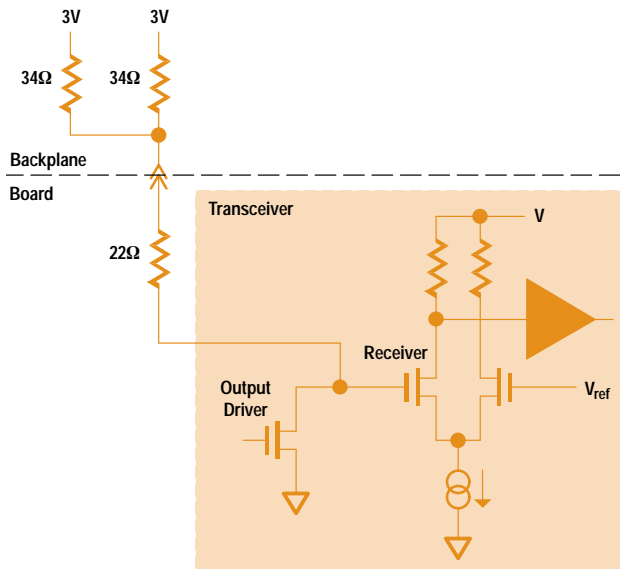 3V
3V
34Ω
34Ω
Backplane
Board
Transceiver
V
22Ω
Receiver
Output
Driver
Vref